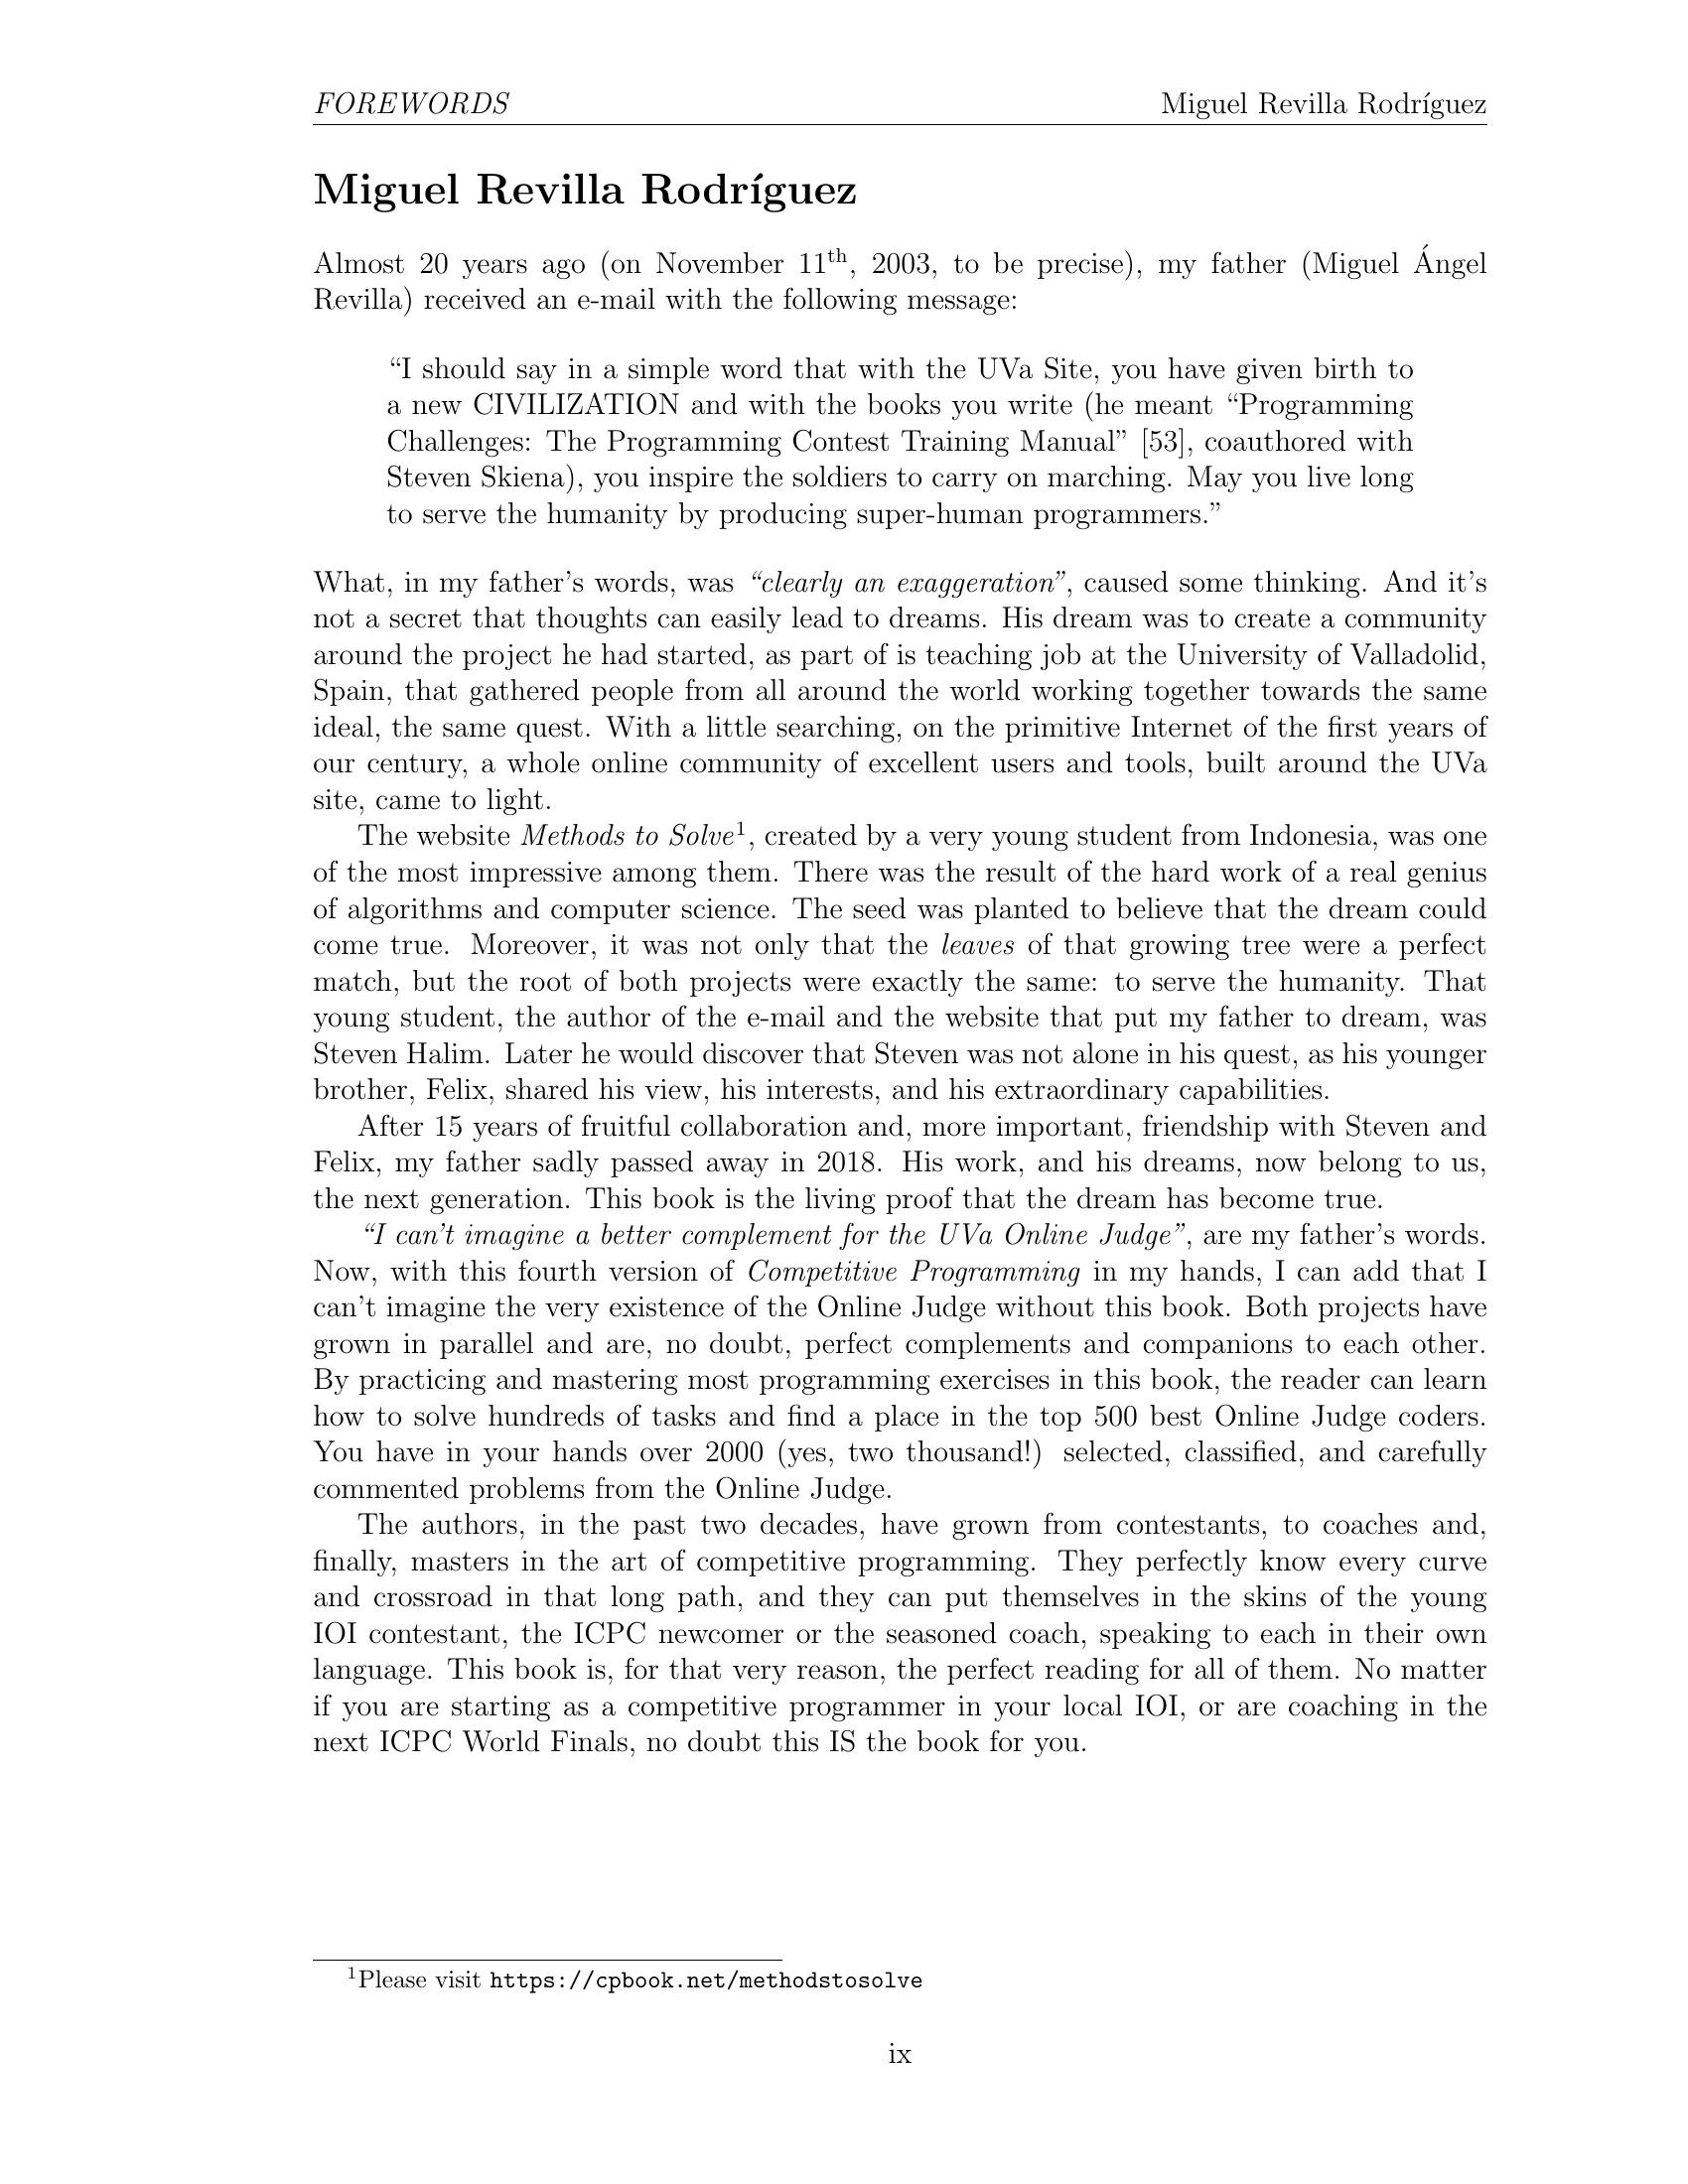 FOREWORDS Miguel Revilla Rodríguez
Miguel Revilla Rodríguez
Almost 20 years ago (on November 11th, 2003, to be precise), my father (Miguel Ángel
Revilla) received an e-mail with the following message:
“I should say in a simple word that with the UVa Site, you have given birth to
a new CIVILIZATION and with the books you write (he meant “Programming
Challenges: The Programming Contest Training Manual” [53], coauthored with
Steven Skiena), you inspire the soldiers to carry on marching. May you live long
to serve the humanity by producing super-human programmers.”
What, in my father’s words, was “clearly an exaggeration”, caused some thinking. And it’s
not a secret that thoughts can easily lead to dreams. His dream was to create a community
around the project he had started, as part of is teaching job at the University of Valladolid,
Spain, that gathered people from all around the world working together towards the same
ideal, the same quest. With a little searching, on the primitive Internet of the first years of
our century, a whole online community of excellent users and tools, built around the UVa
site, came to light.
The website Methods to Solve1, created by a very young student from Indonesia, was one
of the most impressive among them. There was the result of the hard work of a real genius
of algorithms and computer science. The seed was planted to believe that the dream could
come true. Moreover, it was not only that the leaves of that growing tree were a perfect
match, but the root of both projects were exactly the same: to serve the humanity. That
young student, the author of the e-mail and the website that put my father to dream, was
Steven Halim. Later he would discover that Steven was not alone in his quest, as his younger
brother, Felix, shared his view, his interests, and his extraordinary capabilities.
After 15 years of fruitful collaboration and, more important, friendship with Steven and
Felix, my father sadly passed away in 2018. His work, and his dreams, now belong to us,
the next generation. This book is the living proof that the dream has become true.
“I can’t imagine a better complement for the UVa Online Judge”, are my father’s words.
Now, with this fourth version of Competitive Programming in my hands, I can add that I
can’t imagine the very existence of the Online Judge without this book. Both projects have
grown in parallel and are, no doubt, perfect complements and companions to each other.
By practicing and mastering most programming exercises in this book, the reader can learn
how to solve hundreds of tasks and find a place in the top 500 best Online Judge coders.
You have in your hands over 2000 (yes, two thousand!) selected, classified, and carefully
commented problems from the Online Judge.
The authors, in the past two decades, have grown from contestants, to coaches and,
finally, masters in the art of competitive programming. They perfectly know every curve
and crossroad in that long path, and they can put themselves in the skins of the young
IOI contestant, the ICPC newcomer or the seasoned coach, speaking to each in their own
language. This book is, for that very reason, the perfect reading for all of them. No matter
if you are starting as a competitive programmer in your local IOI, or are coaching in the
next ICPC World Finals, no doubt this IS the book for you.
1Please visit https://cpbook.net/methodstosolve
ix